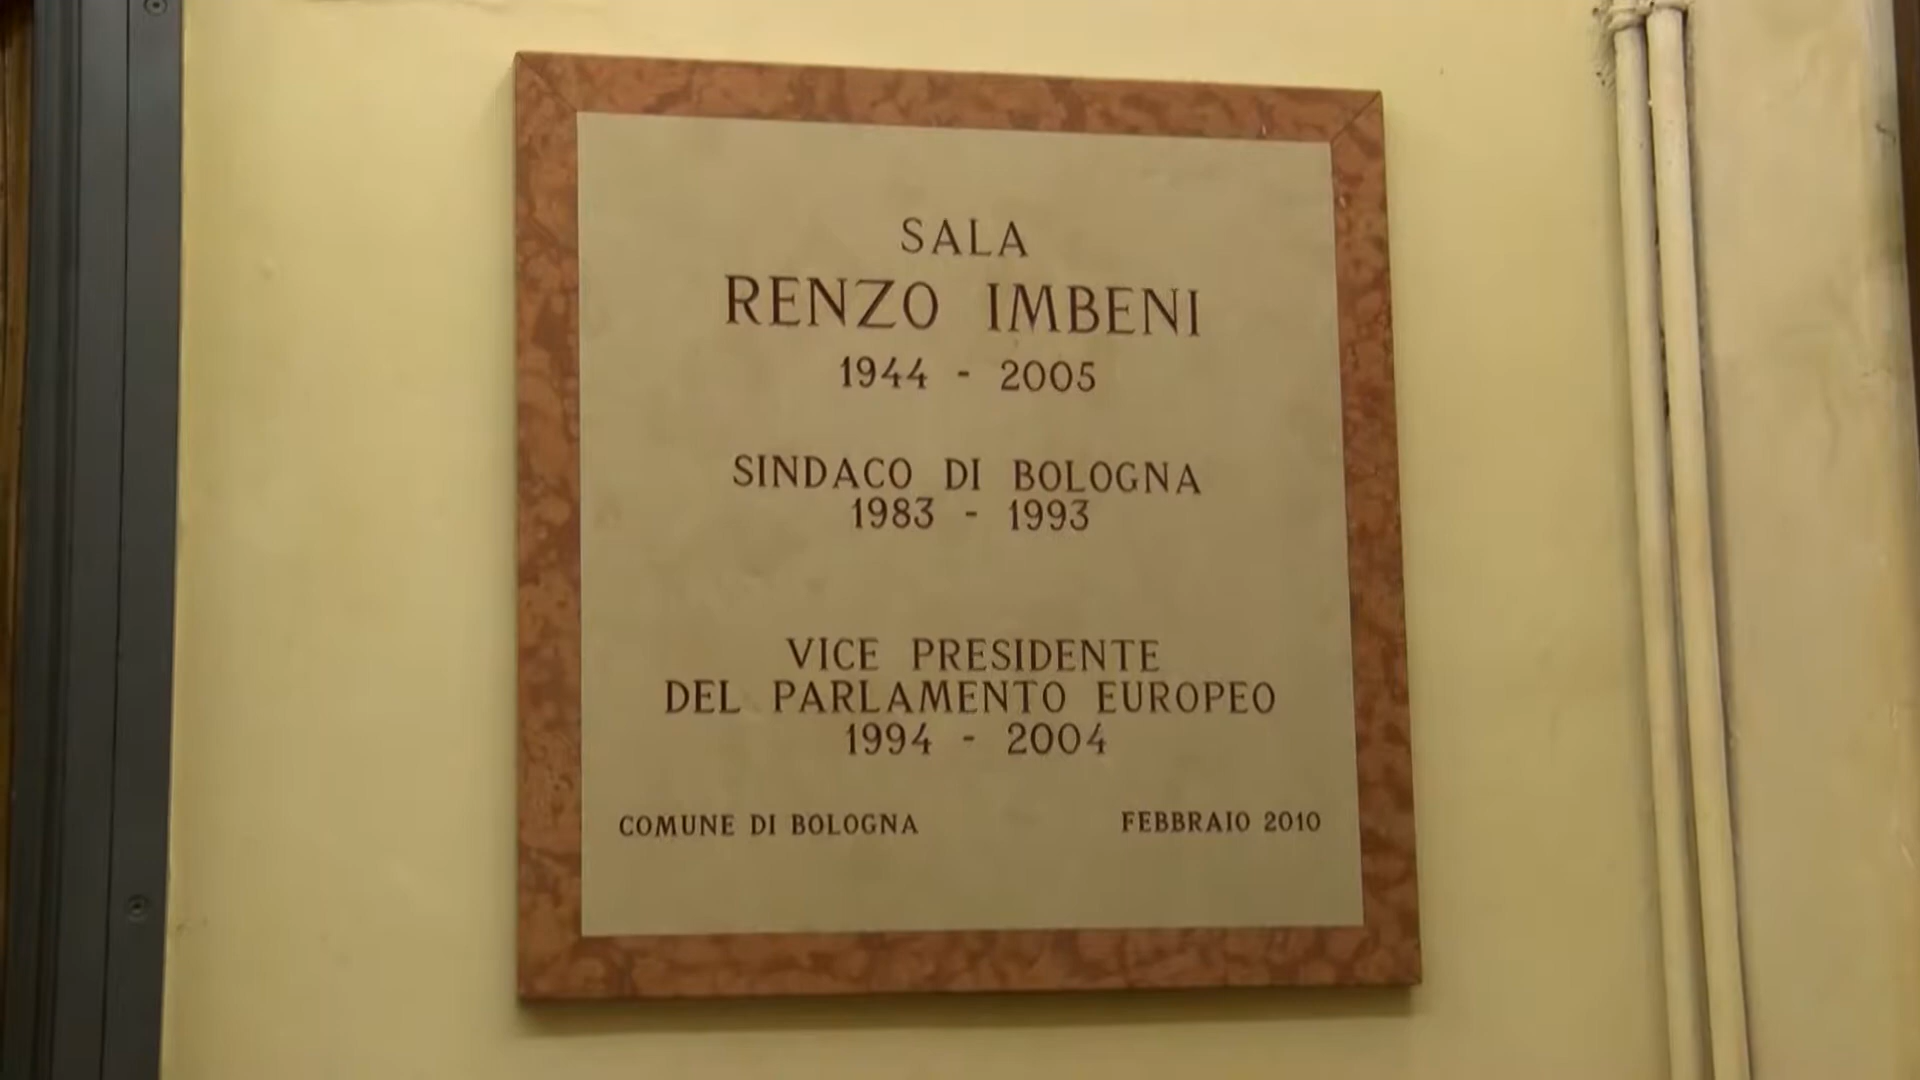 SALA
RENZO IMBENI
1944 - 2005
SINDACO DI BOLOGNA
1983 - 1993
VICE PRESIDENTE
DEL PARLAMENTO EUROPEO
1994 - 2004
COMUNE DI BOLOGNA FEBBRAIO 2010